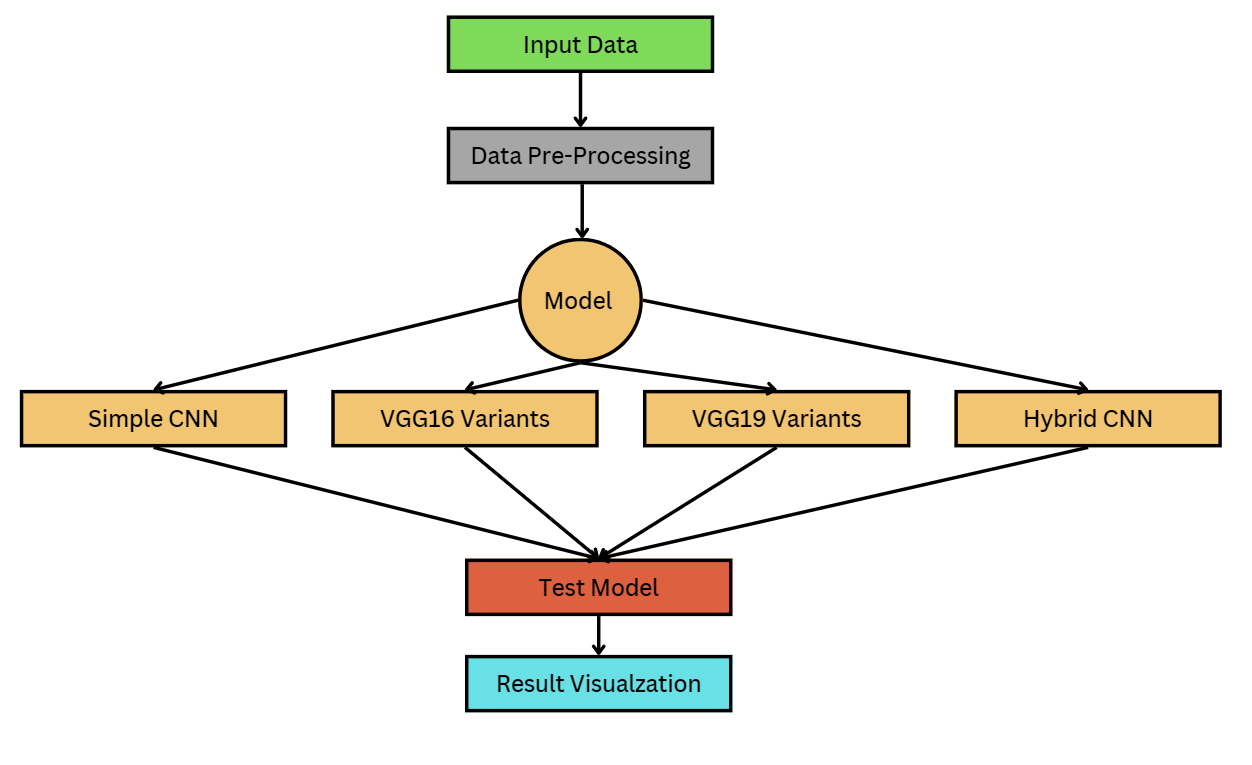 Input Data
Data Pre-Processing
Model
Simple CNN
VGG16 Variants
VGG19 Variants
Hybrid CNN
Test Model
Result Visualzation